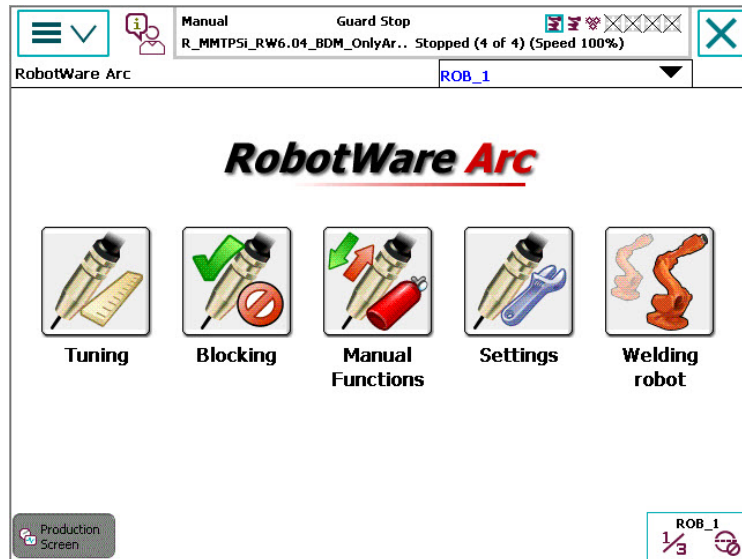 Manual Guard Stop
R_MMTPSi_RW6.04_BDM_OnlyAr.. Stopped (4 of 4) (Speed 100%)
RobotWare Arc ROB_1
RobotWare Arc
Tuning Blocking Manual Functions Settings Welding robot
Production Screen
ROB_1
1/3